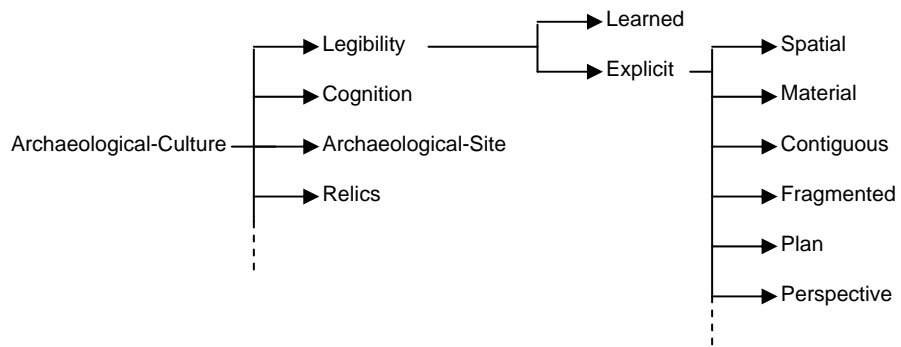 Learned
Legibility
Spatial
Explicit
Cognition
Material
Archaeological-Culture
Archaeological-Site
Contiguous
Relics
Fragmented
Plan
Perspective